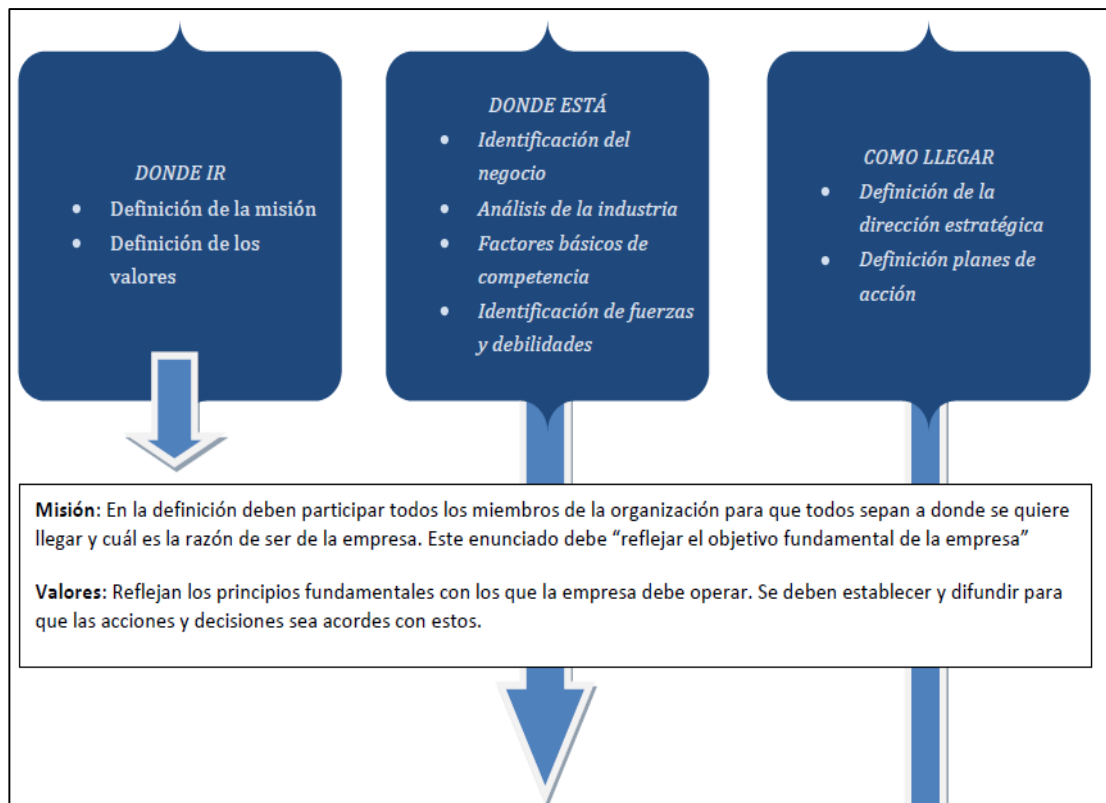 DONDE IR
• Definición de la misión
• Definición de los
valores
DONDE ESTÁ
• Identificación del
negocio
• Análisis de la industria
• Factores básicos de
competencia
• Identificación de fuerzas
y debilidades
COMO LLEGAR
• Definición de la
dirección estratégica
• Definición planes de
acción
Misión: En la definición deben participar todos los miembros de la organización para que todos sepan a donde se quiere
llegar y cuál es la razón de ser de la empresa. Este enunciado debe “reflejar el objetivo fundamental de la empresa”
Valores: Reflejan los principios fundamentales con los que la empresa debe operar. Se deben establecer y difundir para
que las acciones y decisiones sea acordes con estos.